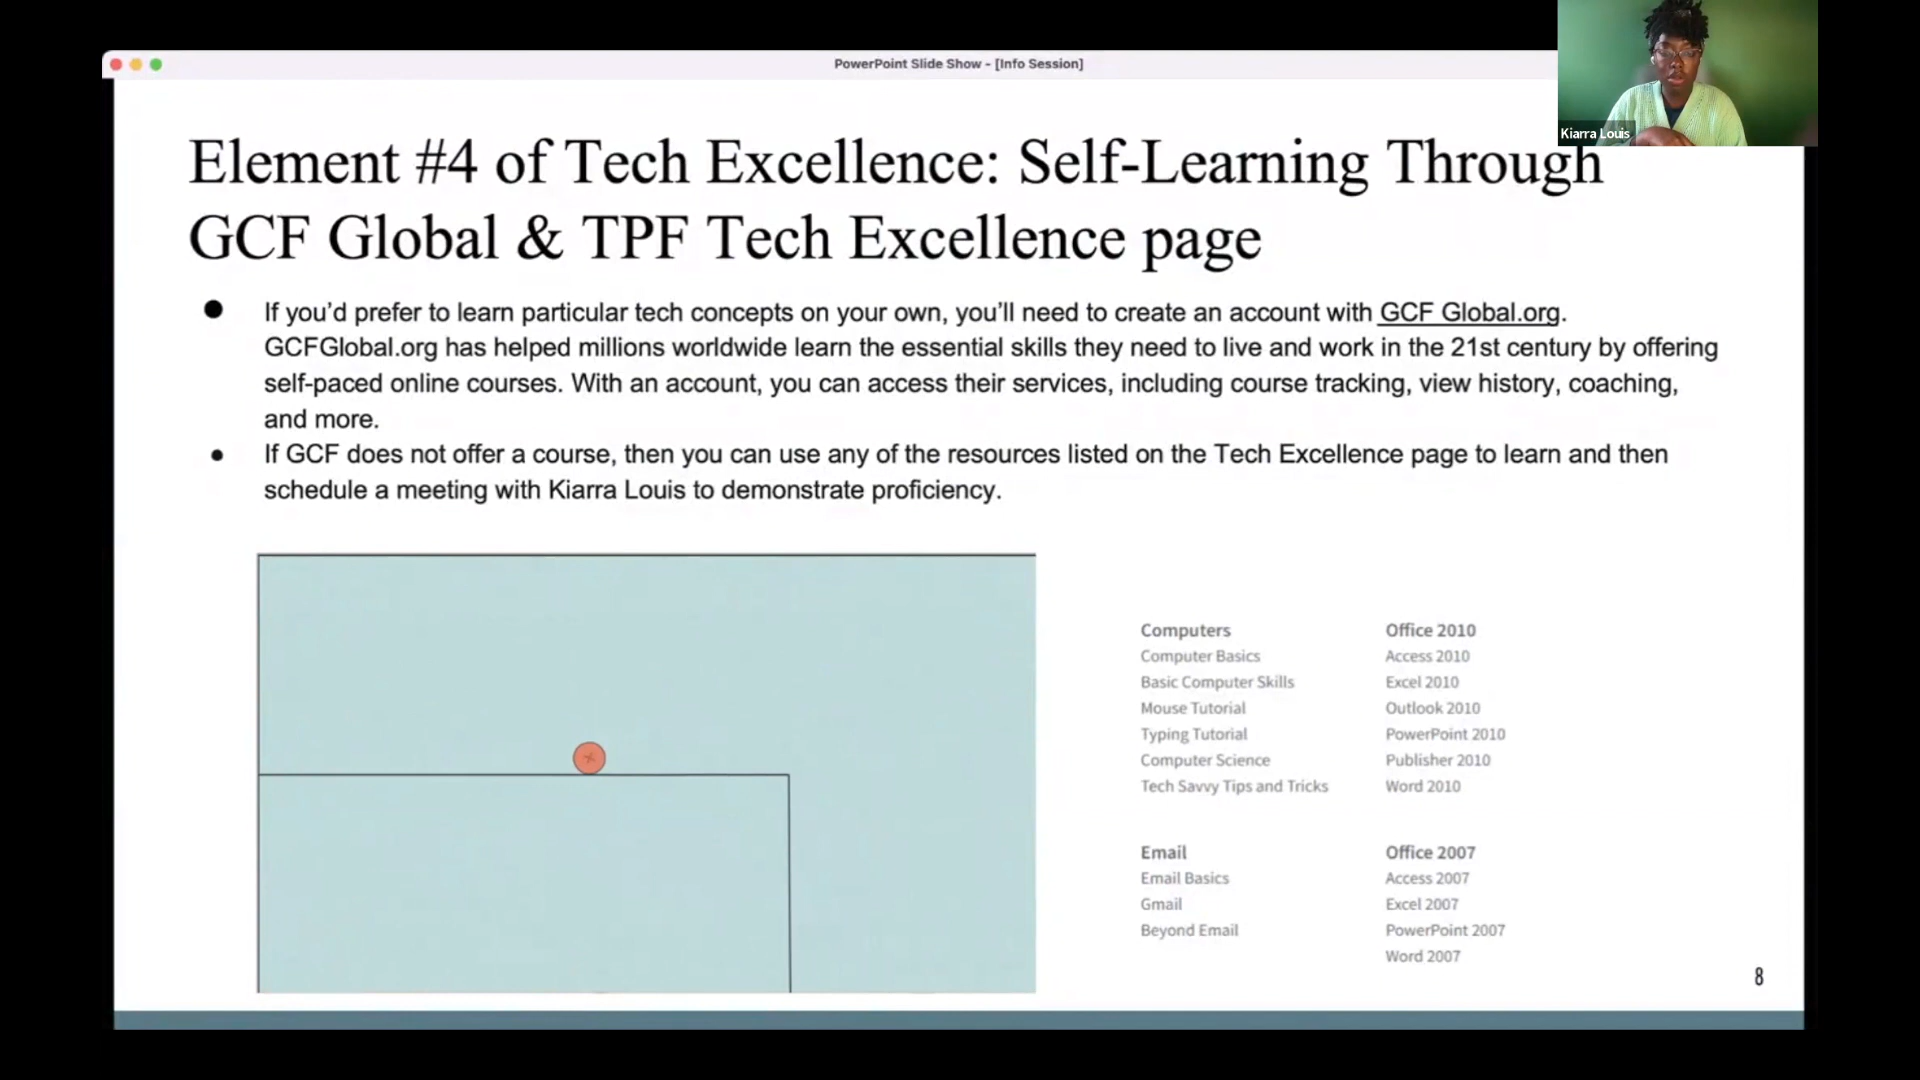 PowerPoint Slide Show - [Info Session]
Kiarra Louis
Element #4 of Tech Excellence: Self-Learning Through
GCF Global & TPF Tech Excellence page
If you'd prefer to learn particular tech concepts on your own, you'll need to create an account with GCF Global.org.
GCFGlobal.org has helped millions worldwide learn the essential skills they need to live and work in the 21st century by offering
self-paced online courses. With an account, you can access their services, including course tracking, view history, coaching,
and more.
If GCF does not offer a course, then you can use any of the resources listed on the Tech Excellence page to learn and then
schedule a meeting with Kiarra Louis to demonstrate proficiency.
Computers
Computer Basics
Basic Computer Skills
Mouse Tutorial
Typing Tutorial
Computer Science
Tech Savvy Tips and Tricks
Email
Email Basics
Gmail
Beyond Email
Office 2010
Access 2010
Excel 2010
Outlook 2010
PowerPoint 2010
Publisher 2010
Word 2010
Office 2007
Access 2007
Excel 2007
PowerPoint 2007
Word 2007
8